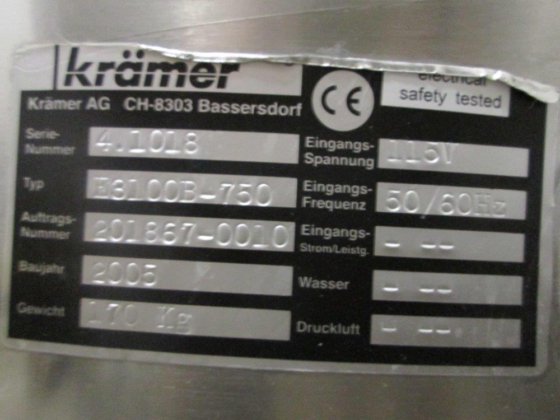 krämer
Krämer AG CH-8303 Bassersdorf
CE
electrical
safety tested
Serie-
Nummer 4.1018
Eingangs-
Spannung 115V
Typ E3100B-750
Eingangs-
Frequenz 50/60Hz
Auftrags-
Nummer 201867-0010
Eingangs-
Strom/Leistg. - --
Baujahr 2005
Wasser - --
Gewicht 170 Kg
Druckluft - --